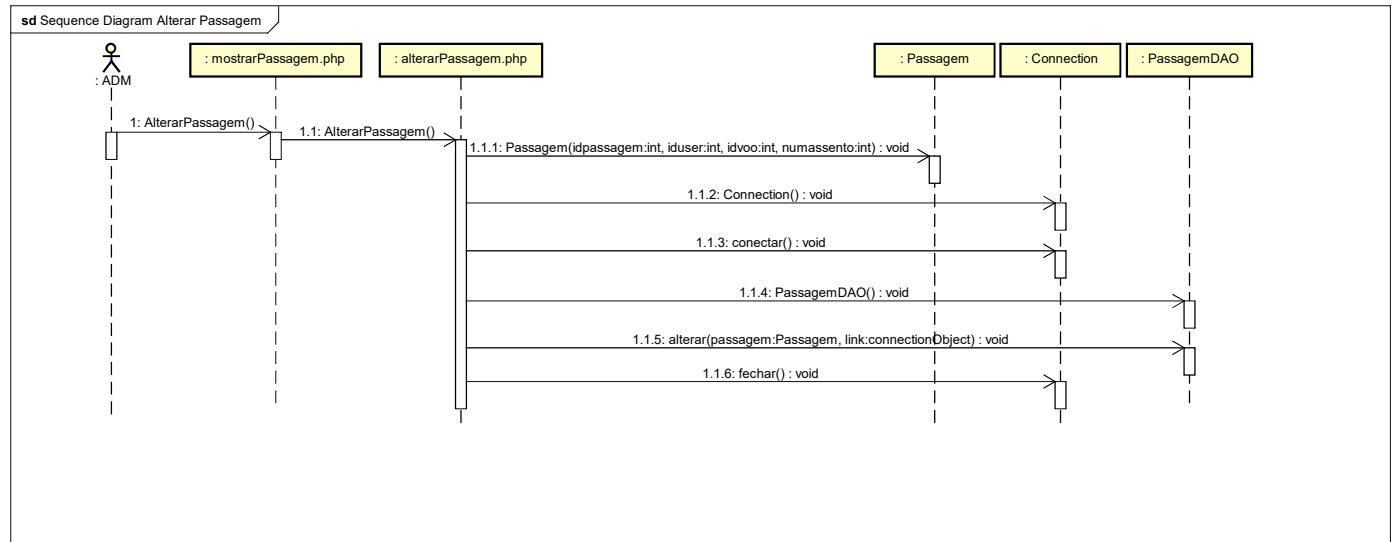 sd Sequence Diagram Alterar Passagem
: ADM
: mostrarPassagem.php
: alterarPassagem.php
: Passagem
: Connection
: PassagemDAO
1: AlterarPassagem()
1.1: AlterarPassagem()
1.1.1: Passagem(idpassagem:int, iduser:int, idvoo:int, numassento:int) : void
1.1.2: Connection() : void
1.1.3: conectar() : void
1.1.4: PassagemDAO() : void
1.1.5: alterar(passagem:Passagem, link:connectionObject) : void
1.1.6: fechar() : void